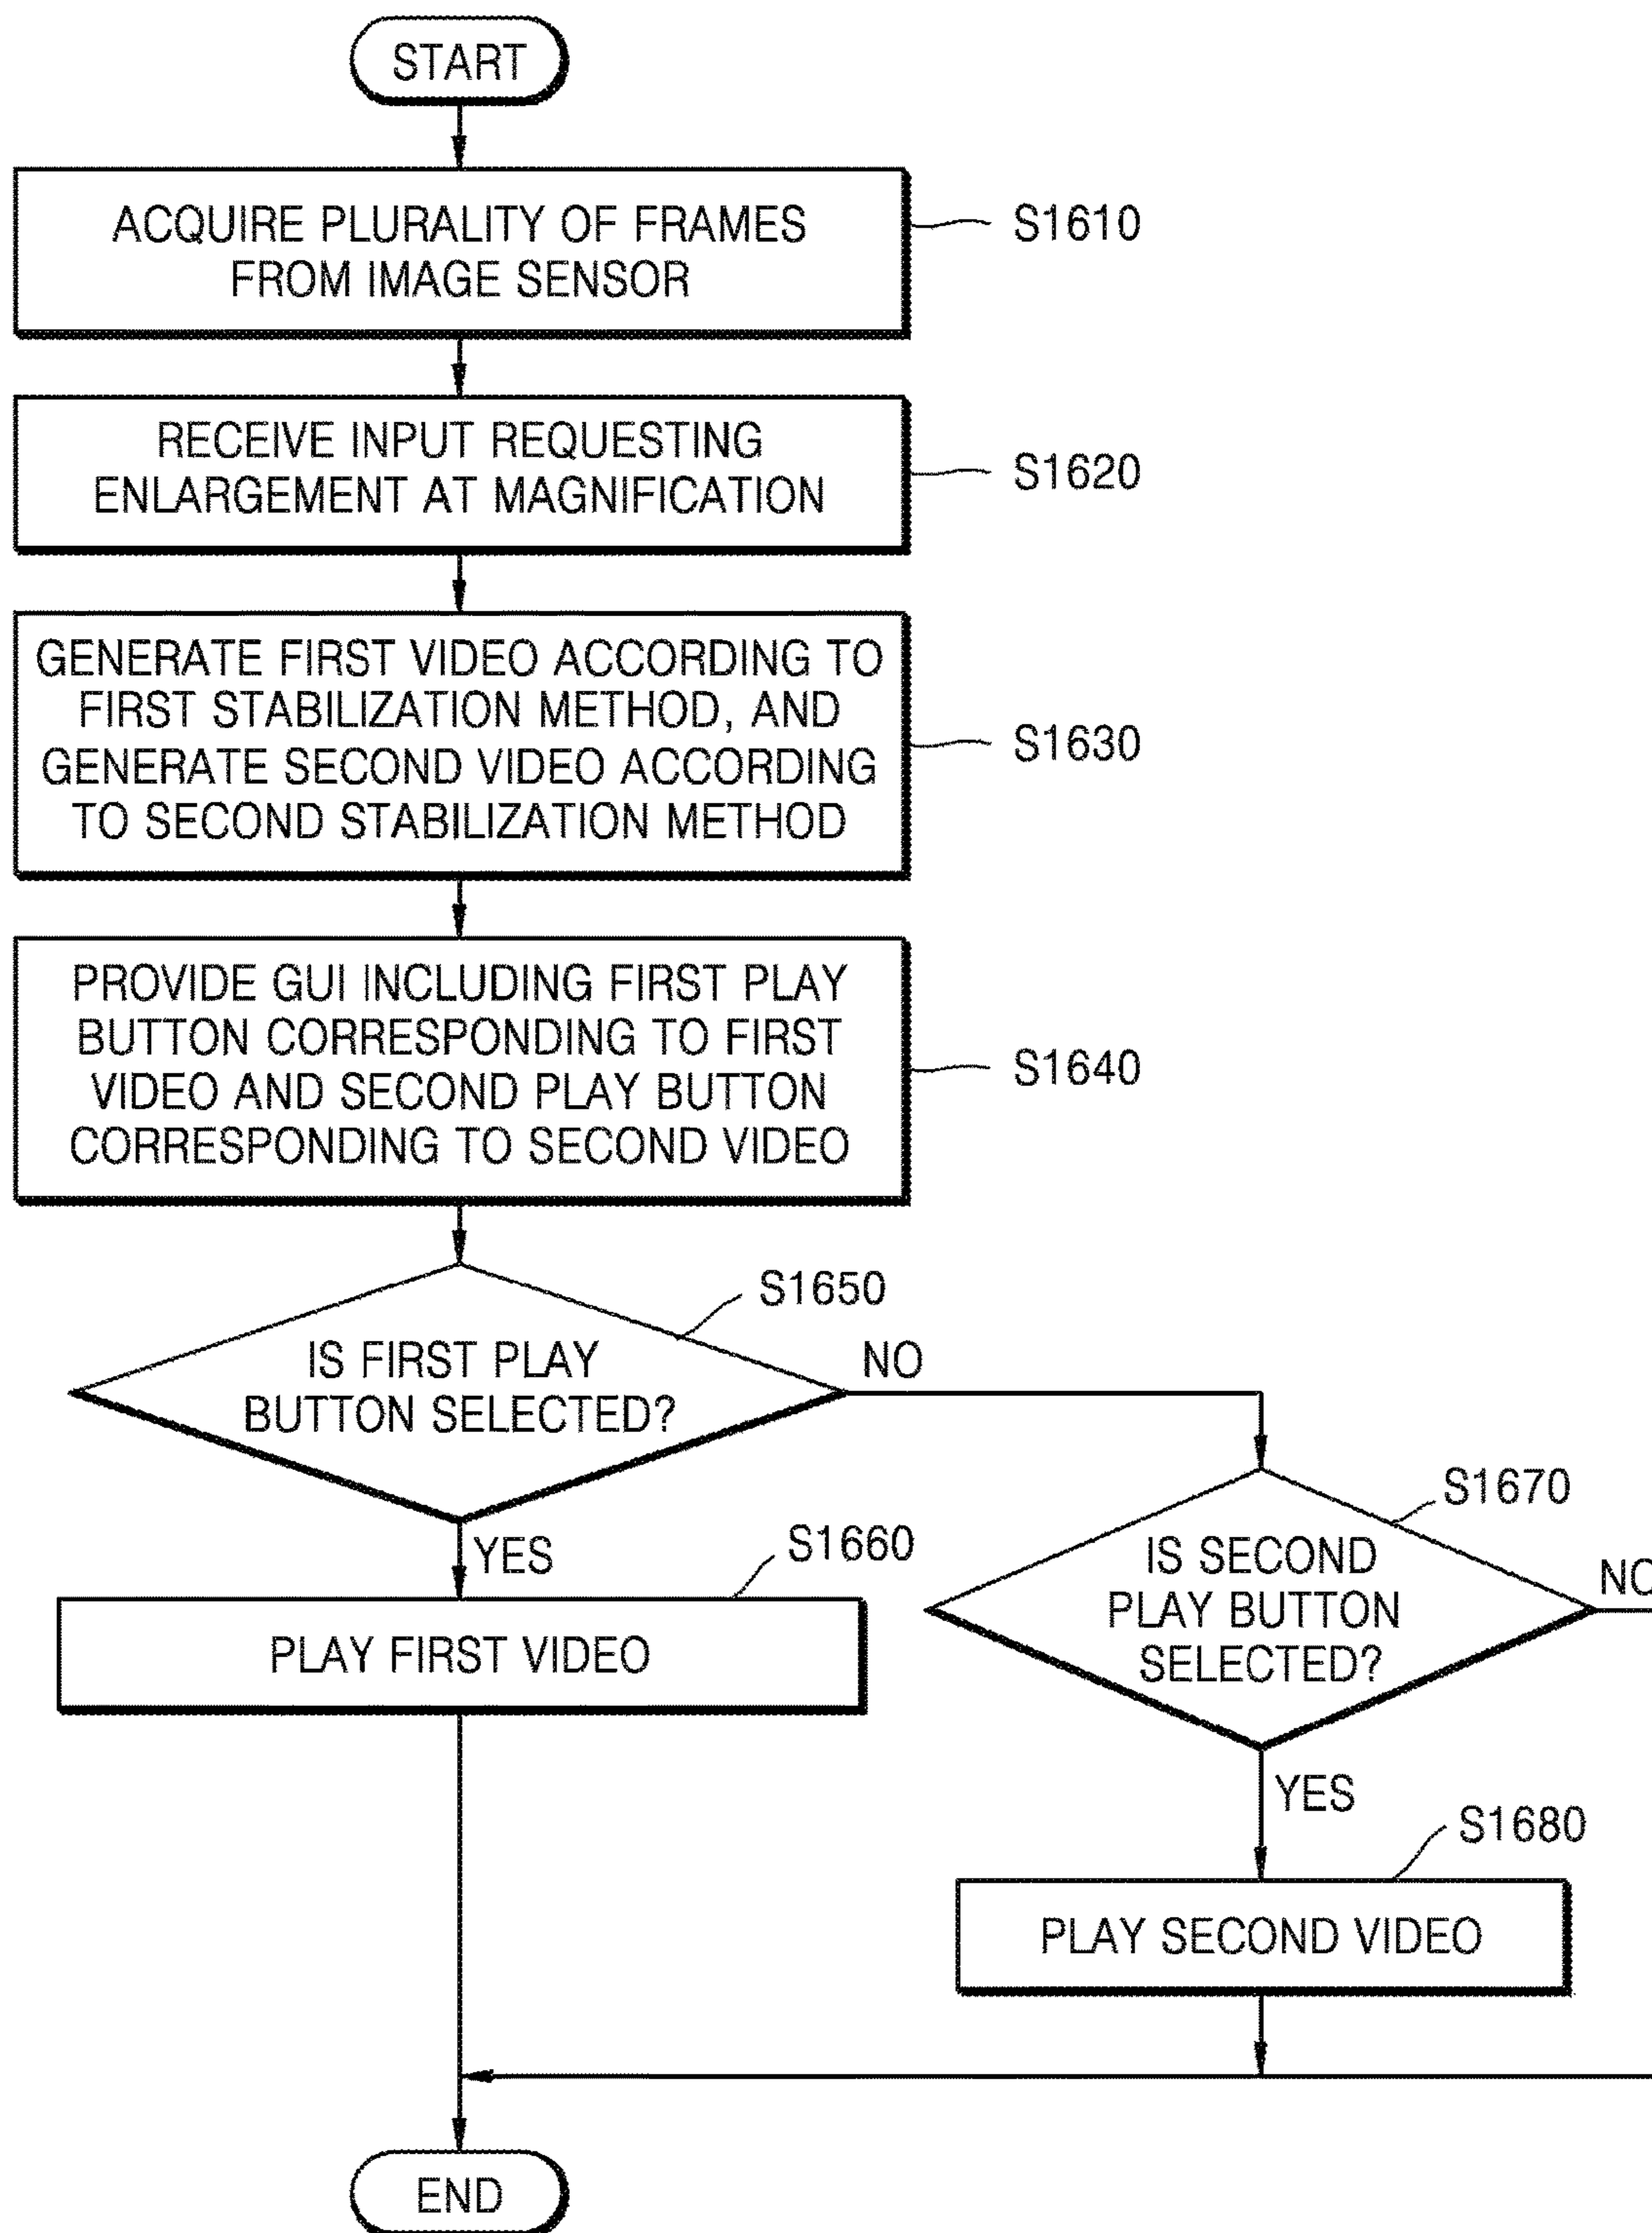 START
ACQUIRE PLURALITY OF FRAMES
FROM IMAGE SENSOR
S1610
RECEIVE INPUT REQUESTING
ENLARGEMENT AT MAGNIFICATION
S1620
GENERATE FIRST VIDEO ACCORDING TO
FIRST STABILIZATION METHOD, AND
GENERATE SECOND VIDEO ACCORDING
TO SECOND STABILIZATION METHOD
S1630
PROVIDE GUI INCLUDING FIRST PLAY
BUTTON CORRESPONDING TO FIRST
VIDEO AND SECOND PLAY BUTTON
CORRESPONDING TO SECOND VIDEO
S1640
S1650
IS FIRST PLAY
BUTTON SELECTED?
NO
YES
S1660
PLAY FIRST VIDEO
S1670
IS SECOND
PLAY BUTTON
SELECTED?
NO
YES
S1680
PLAY SECOND VIDEO
END